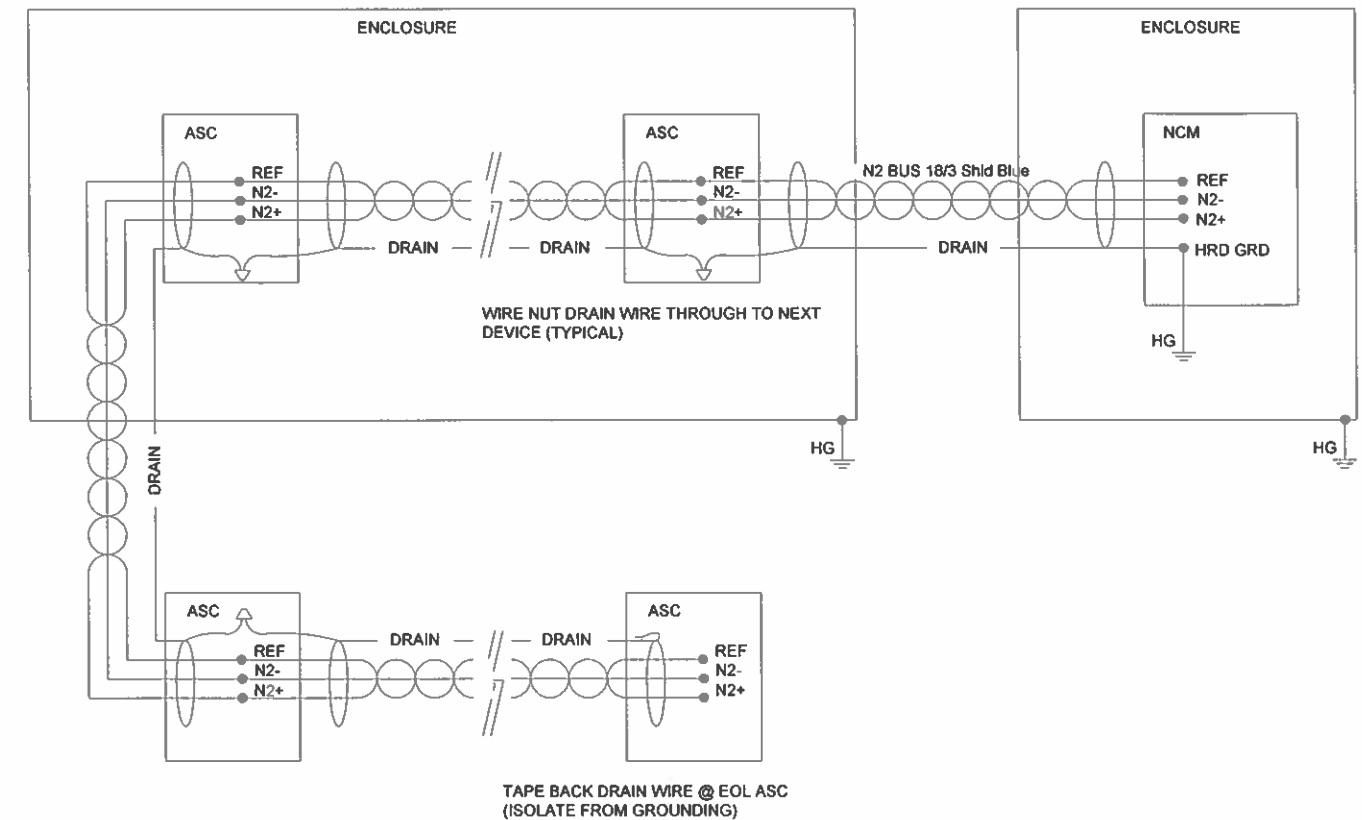 ENCLOSURE
ENCLOSURE
ASC
ASC
NCM
REF
N2-
N2+
REF
N2-
N2+
N2 BUS 18/3 Shld Blue
REF
N2-
N2+
HRD GRD
DRAIN
DRAIN
DRAIN
WIRE NUT DRAIN WIRE THROUGH TO NEXT
DEVICE (TYPICAL)
HG
HG
HG
DRAIN
ASC
ASC
DRAIN
DRAIN
REF
N2-
N2+
REF
N2-
N2+
TAPE BACK DRAIN WIRE @ EOL ASC
(ISOLATE FROM GROUNDING)